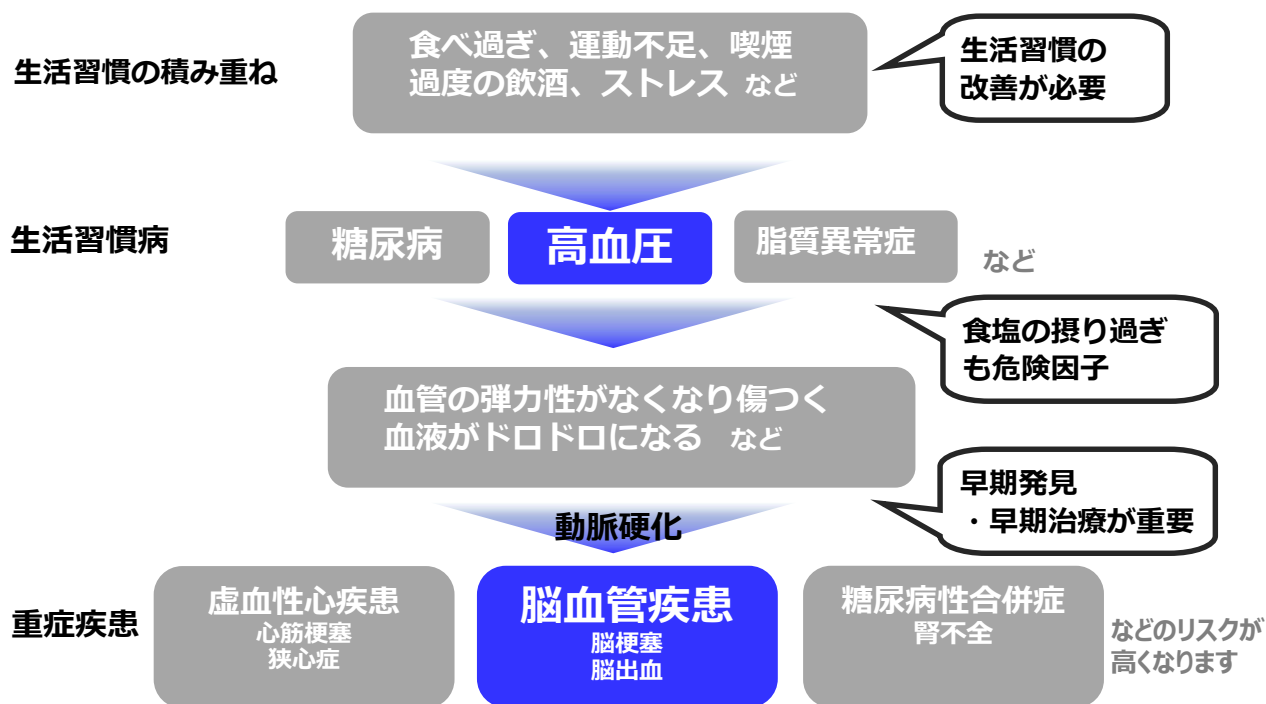 食べ過ぎ、運動不足、喫煙
過度の飲酒、ストレス など
生活習慣の積み重ね
生活習慣の
改善が必要
生活習慣病
糖尿病
高血圧
脂質異常症
など
食塩の摂り過ぎ
も危険因子
血管の弾力性がなくなり傷つく
血液がドロドロになる など
早期発見
・早期治療が重要
動脈硬化
重症疾患
虚血性心疾患
心筋梗塞
狭心症
脳血管疾患
脳梗塞
脳出血
糖尿病性合併症
腎不全
などのリスクが
高くなります